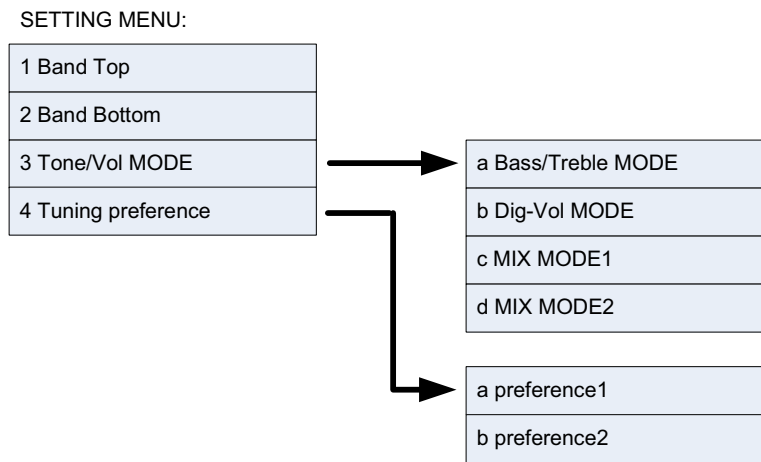 SETTING MENU:
1 Band Top
2 Band Bottom
3 Tone/Vol MODE
4 Tuning preference
a Bass/Treble MODE
b Dig-Vol MODE
c MIX MODE1
d MIX MODE2
a preference1
b preference2